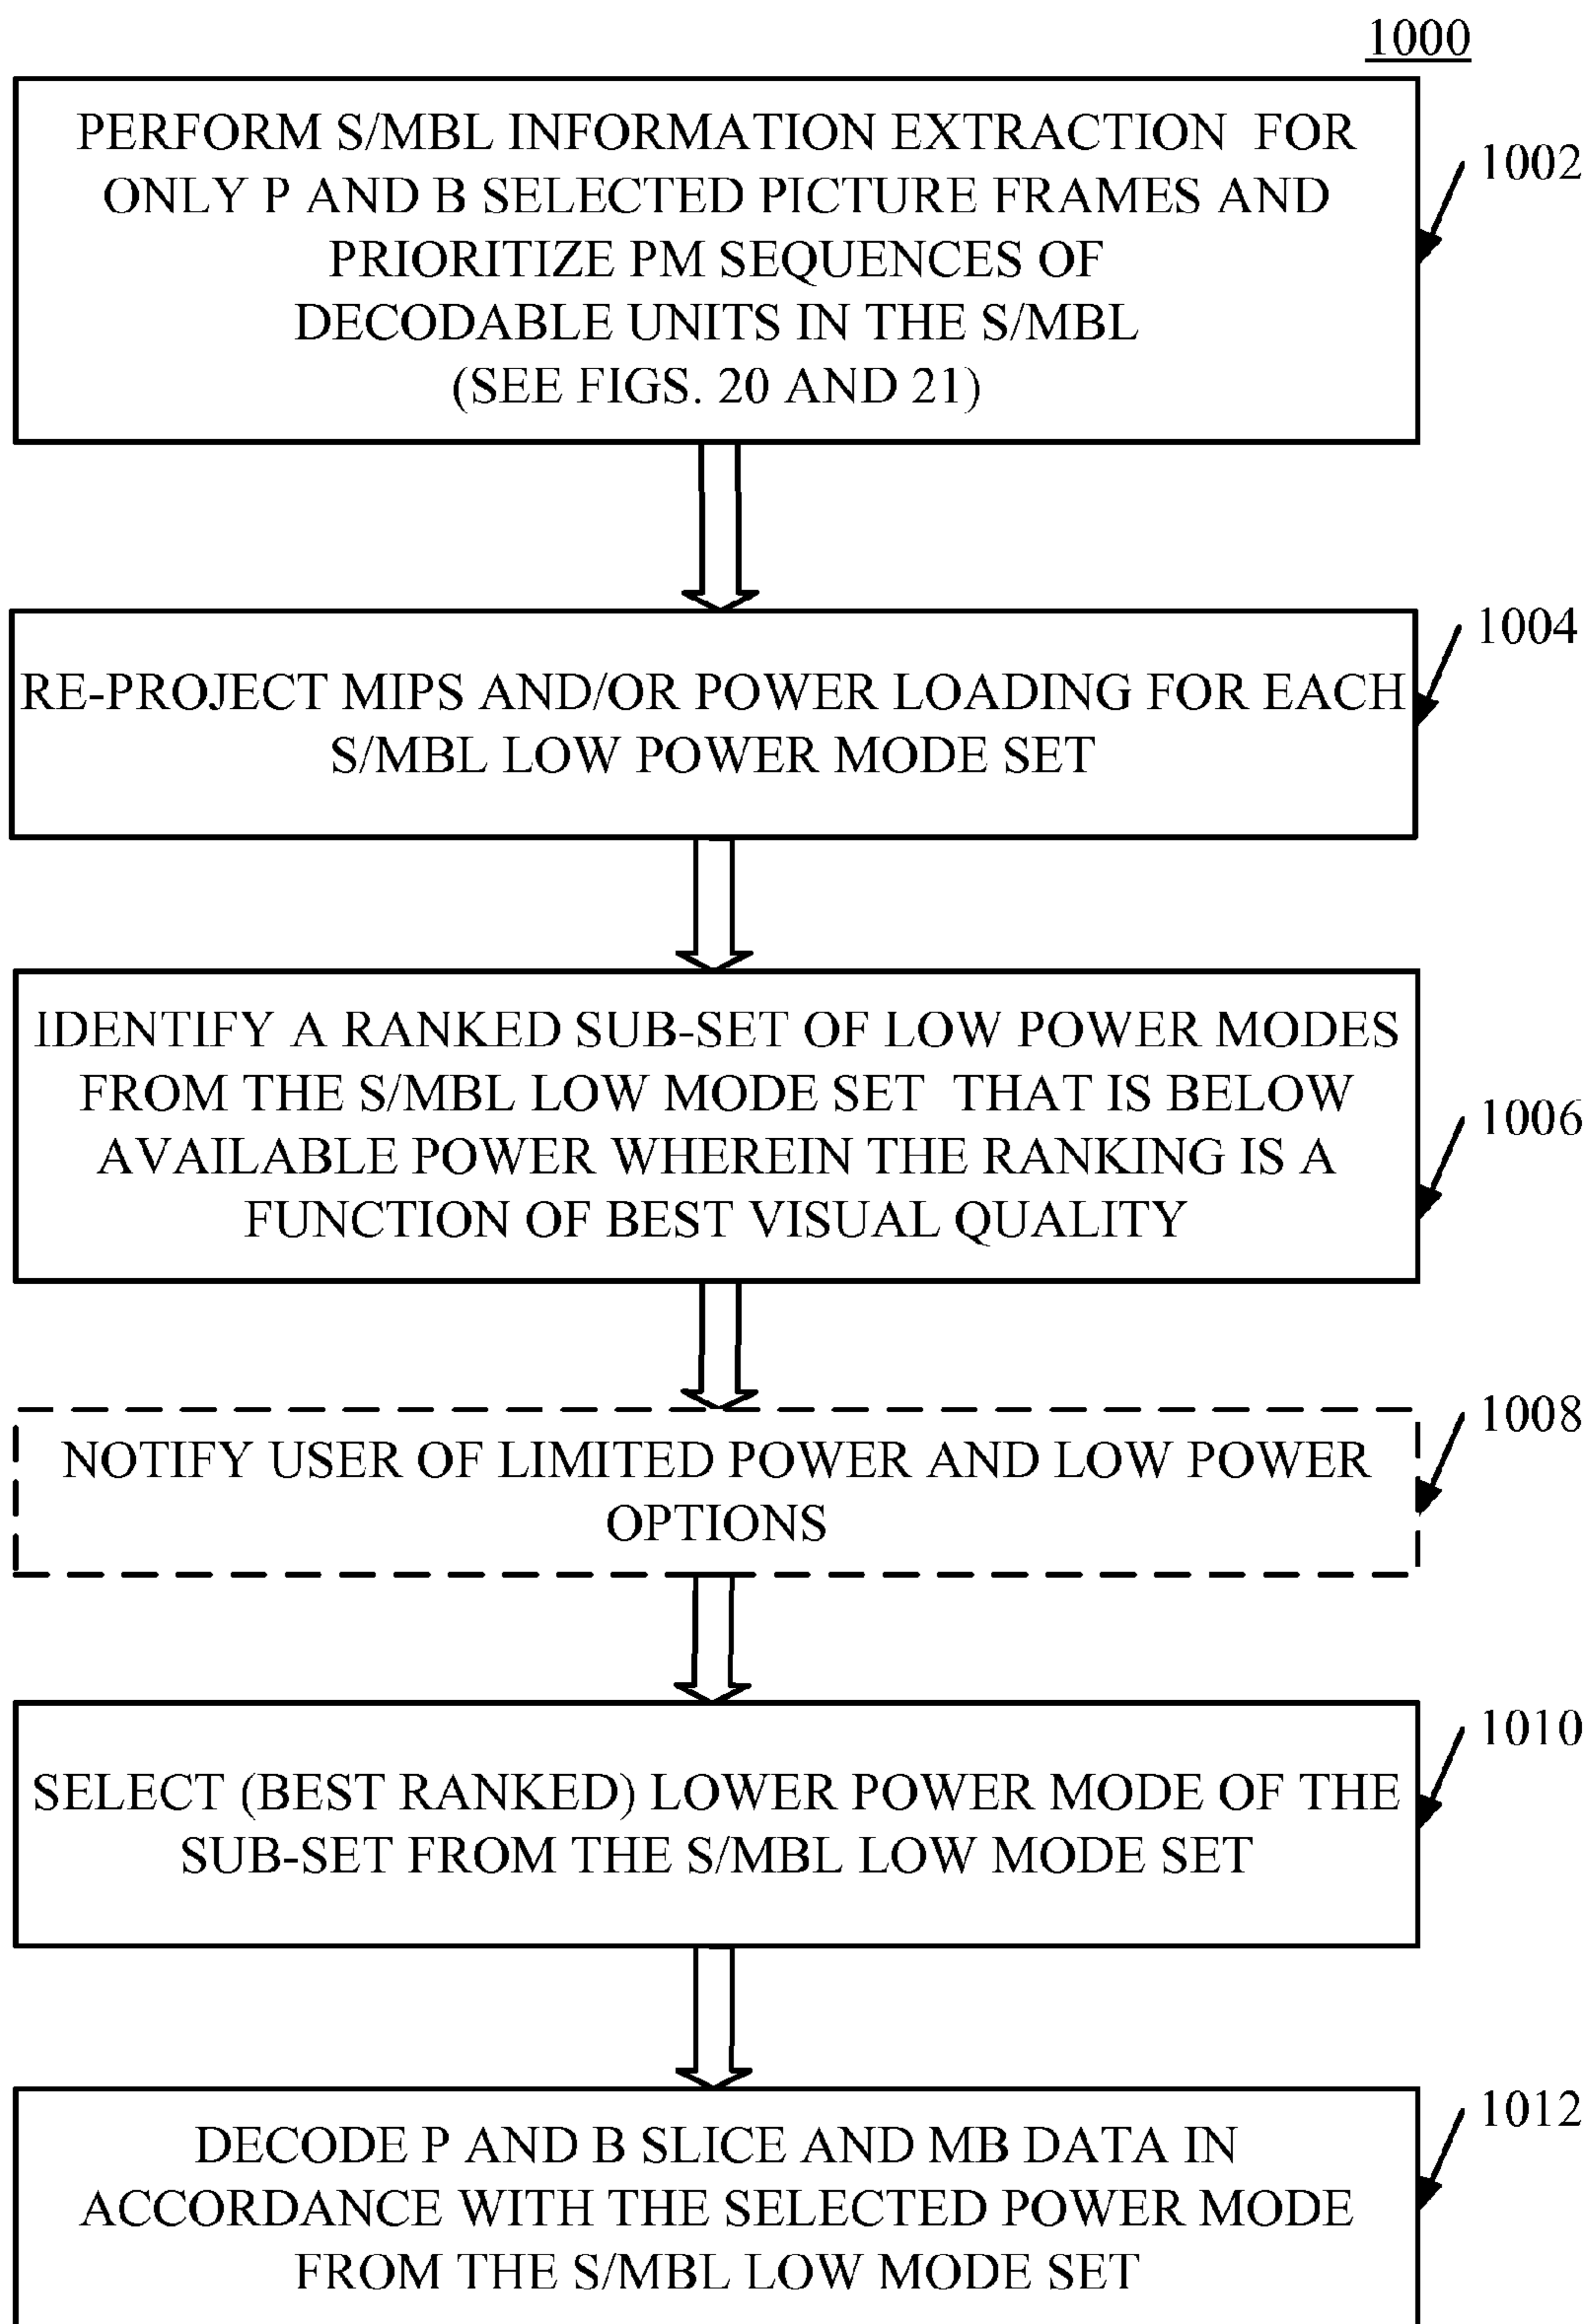 1000
PERFORM S/MBL INFORMATION EXTRACTION FOR
ONLY P AND B SELECTED PICTURE FRAMES AND
PRIORITIZE PM SEQUENCES OF
DECODABLE UNITS IN THE S/MBL
(SEE FIGS. 20 AND 21)
1002
RE-PROJECT MIPS AND/OR POWER LOADING FOR EACH
S/MBL LOW POWER MODE SET
1004
IDENTIFY A RANKED SUB-SET OF LOW POWER MODES
FROM THE S/MBL LOW MODE SET THAT IS BELOW
AVAILABLE POWER WHEREIN THE RANKING IS A
FUNCTION OF BEST VISUAL QUALITY
1006
NOTIFY USER OF LIMITED POWER AND LOW POWER
OPTIONS
1008
SELECT (BEST RANKED) LOWER POWER MODE OF THE
SUB-SET FROM THE S/MBL LOW MODE SET
1010
DECODE P AND B SLICE AND MB DATA IN
ACCORDANCE WITH THE SELECTED POWER MODE
FROM THE S/MBL LOW MODE SET
1012